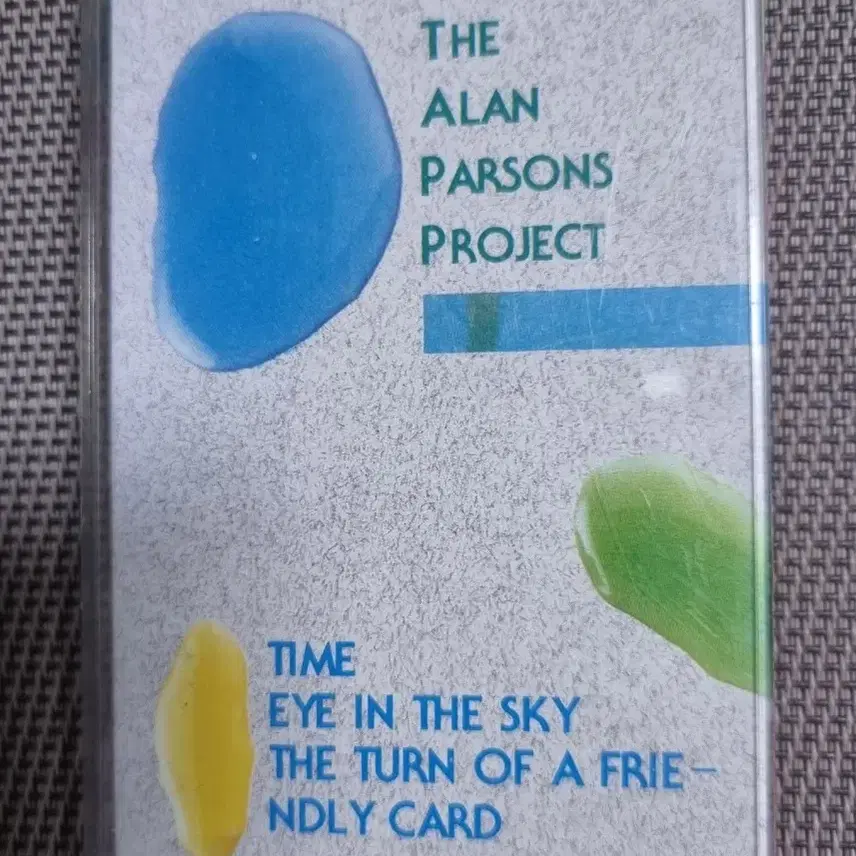 THE
ALAN
PARSONS
PROJECT
TIME
EYE IN THE SKY
THE TURN OF A FRIE-
NDLY CARD